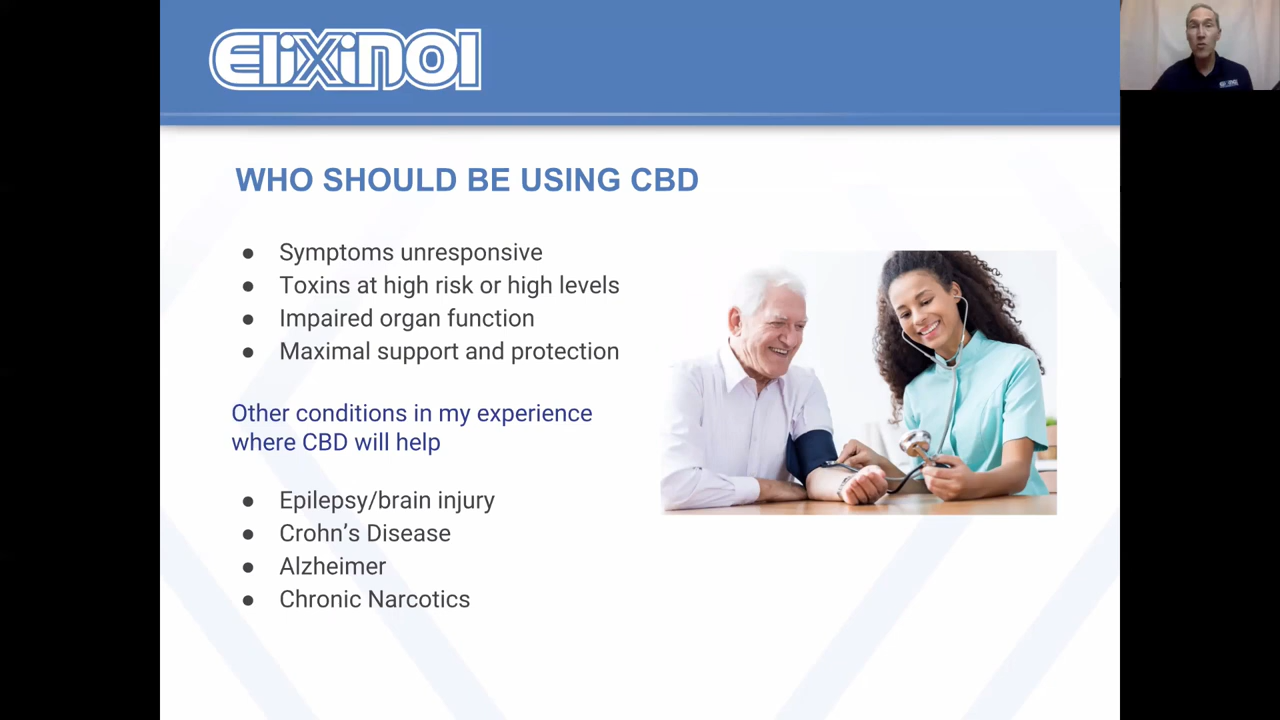 Elixinol
WHO SHOULD BE USING CBD
● Symptoms unresponsive
● Toxins at high risk or high levels
● Impaired organ function
● Maximal support and protection
Other conditions in my experience
where CBD will help
● Epilepsy/brain injury
● Crohn’s Disease
● Alzheimer
● Chronic Narcotics